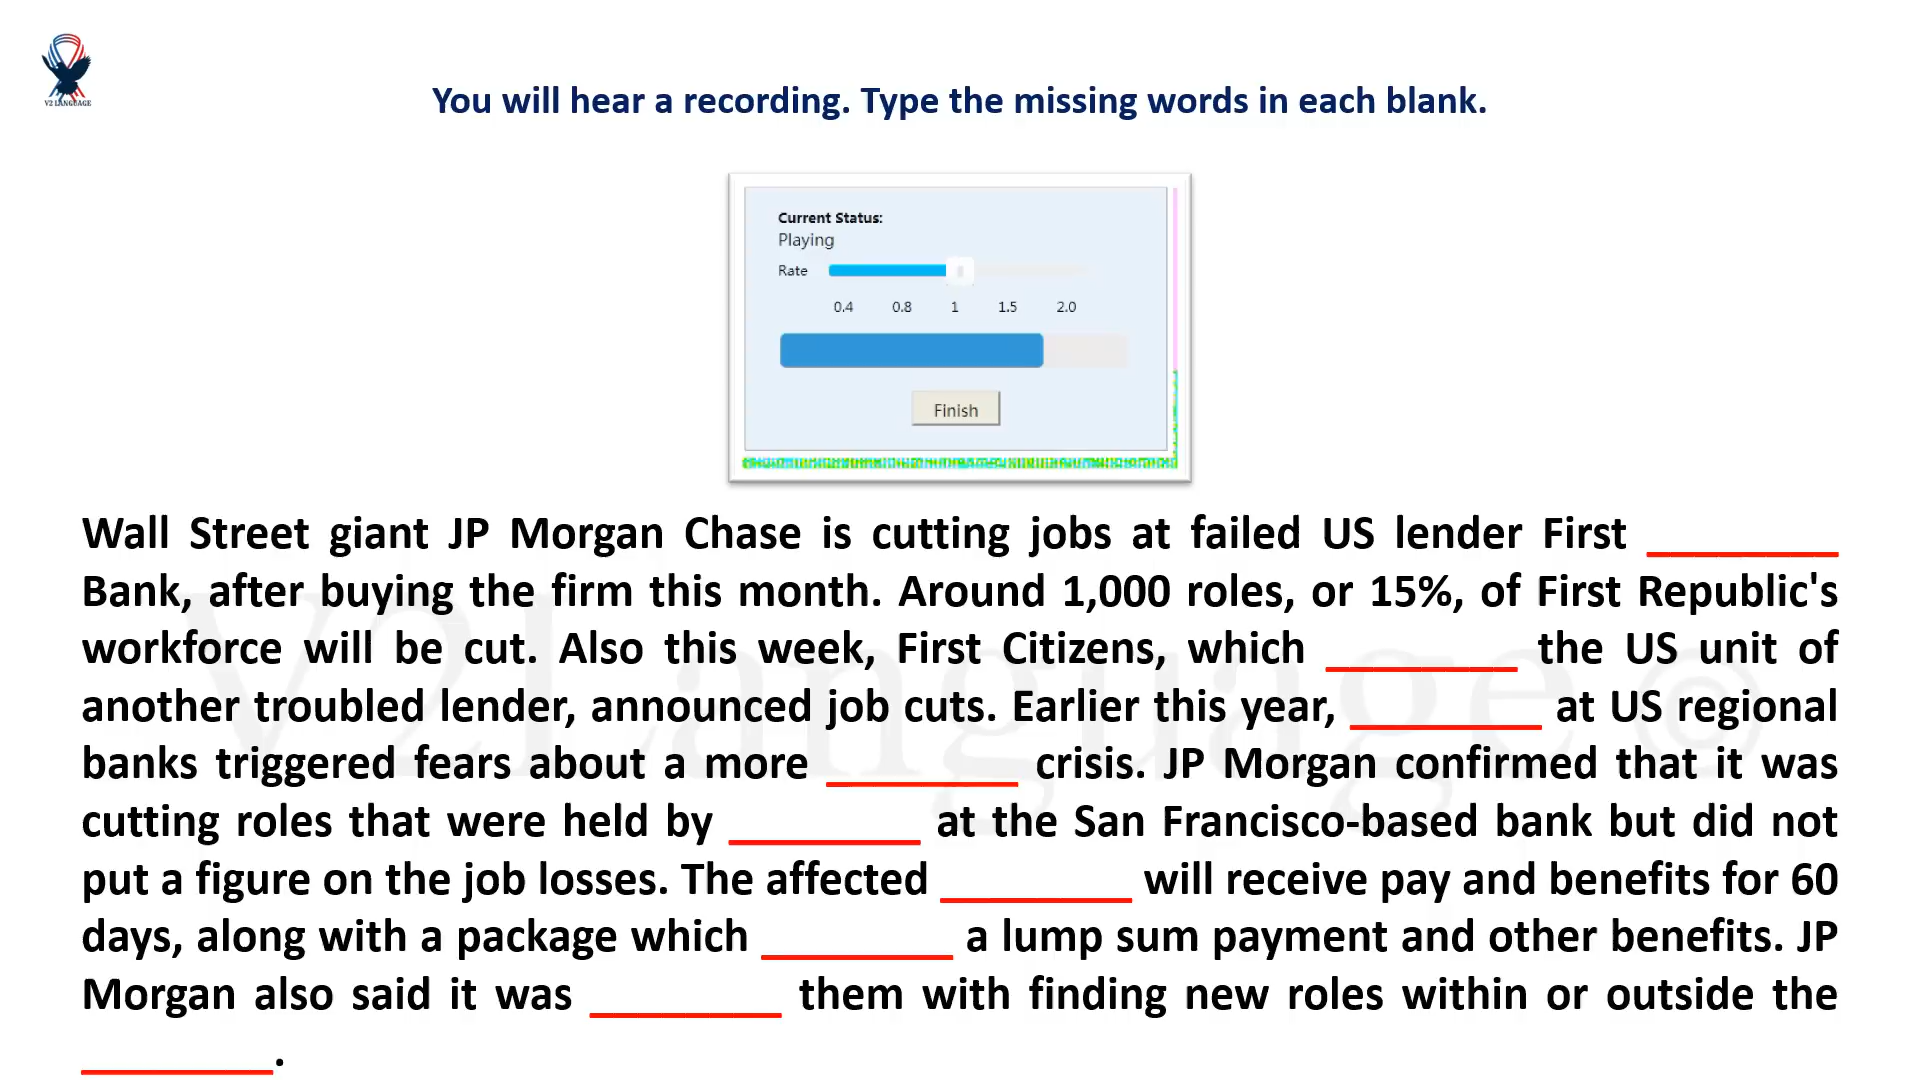 V2 LANGUAGE
You will hear a recording. Type the missing words in each blank.
Current Status:
Playing
Rate
0.4 0.8 1 1.5 2.0
Finish
Wall Street giant JP Morgan Chase is cutting jobs at failed US lender First ________
Bank, after buying the firm this month. Around 1,000 roles, or 15%, of First Republic's
workforce will be cut. Also this week, First Citizens, which ________ the US unit of
another troubled lender, announced job cuts. Earlier this year, ________ at US regional
banks triggered fears about a more ________ crisis. JP Morgan confirmed that it was
cutting roles that were held by ________ at the San Francisco-based bank but did not
put a figure on the job losses. The affected ________ will receive pay and benefits for 60
days, along with a package which ________ a lump sum payment and other benefits. JP
Morgan also said it was ________ them with finding new roles within or outside the
________.
V2Language@